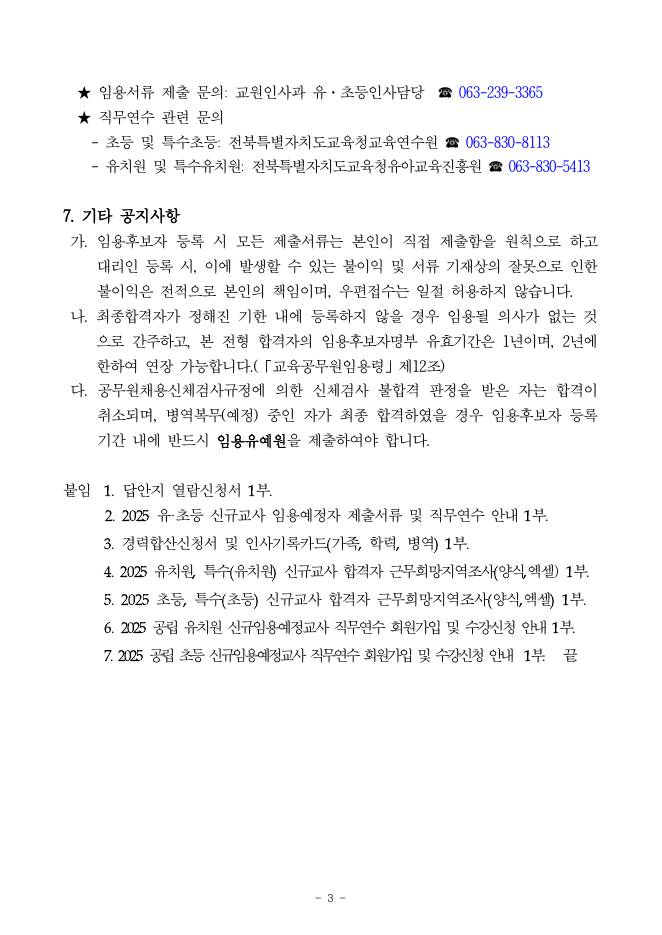 ★ 임용서류 제출 문의: 교원인사과 유·초등인사담당 ☎ 063-239-3365
★ 직무연수 관련 문의
- 초등 및 특수초등: 전북특별자치도교육청교육연수원 ☎ 063-830-8113
- 유치원 및 특수유치원: 전북특별자치도교육청유아교육진흥원 ☎ 063-830-5413
7. 기타 공지사항
가. 임용후보자 등록 시 모든 제출서류는 본인이 직접 제출함을 원칙으로 하고
대리인 등록 시, 이에 발생할 수 있는 불이익 및 서류 기재상의 잘못으로 인한
불이익은 전적으로 본인의 책임이며, 우편접수는 일절 허용하지 않습니다.
나. 최종합격자가 정해진 기한 내에 등록하지 않을 경우 임용될 의사가 없는 것
으로 간주하고, 본 전형 합격자의 임용후보자명부 유효기간은 1년이며, 2년에
한하여 연장 가능합니다.(「교육공무원임용령」제12조)
다. 공무원채용신체검사규정에 의한 신체검사 불합격 판정을 받은 자는 합격이
취소되며, 병역복무(예정) 중인 자가 최종 합격하였을 경우 임용후보자 등록
기간 내에 반드시 임용유예원을 제출하여야 합니다.
붙임 1. 답안지 열람신청서 1부.
2. 2025 유·초등 신규교사 임용예정자 제출서류 및 직무연수 안내 1부.
3. 경력합산신청서 및 인사기록카드(가족, 학력, 병역) 1부.
4. 2025 유치원, 특수(유치원) 신규교사 합격자 근무희망지역조사(양식,엑셀) 1부.
5. 2025 초등, 특수(초등) 신규교사 합격자 근무희망지역조사(양식,엑셀) 1부.
6. 2025 공립 유치원 신규임용예정교사 직무연수 회원가입 및 수강신청 안내 1부.
7. 2025 공립 초등 신규임용예정교사 직무연수 회원가입 및 수강신청 안내 1부. 끝.
- 3 -